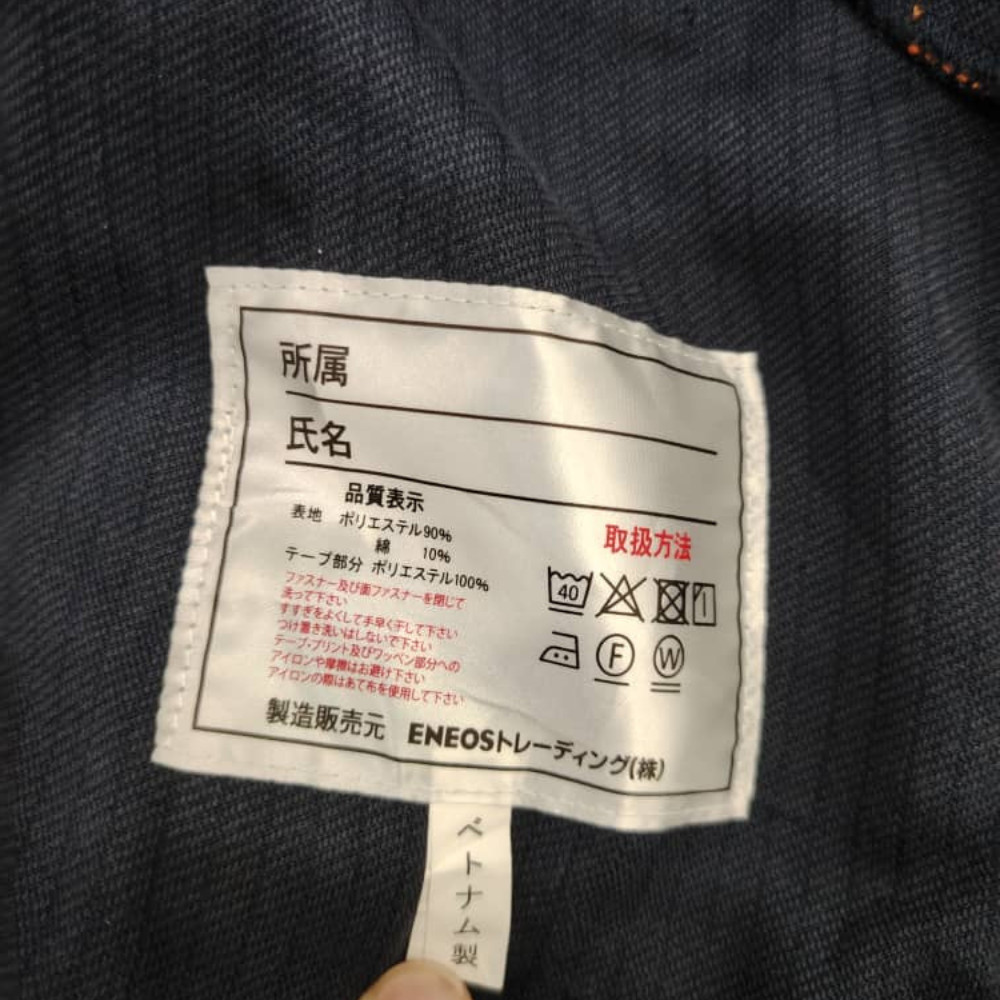 所属
氏名
品質表示
表地 ポリエステル90%
綿 10%
テープ部分 ポリエステル100%
ファスナー及び面ファスナーを閉じて
洗って下さい
すすぎをよくして手早く干して下さい
つけ置き洗いはしないで下さい
テープ・プリント及びワッペン部分への
アイロンや摩擦はお避け下さい
アイロンの際はあて布を使用して下さい
取扱方法
40
F W
製造販売元 ENEOSトレーディング(株)
ベトナム製